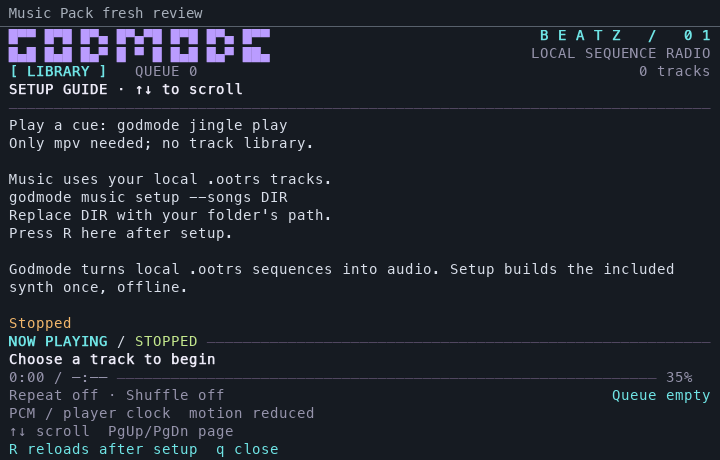 Music Pack fresh review
GODMODE
BEATZ / 01
LOCAL SEQUENCE RADIO
[ LIBRARY ] QUEUE 0 0 tracks
SETUP GUIDE · ↑↓ to scroll
Play a cue: godmode jingle play
Only mpv needed; no track library.
Music uses your local .ootrs tracks.
godmode music setup --songs DIR
Replace DIR with your folder's path.
Press R here after setup.
Godmode turns local .ootrs sequences into audio. Setup builds the included
synth once, offline.
Stopped
NOW PLAYING / STOPPED
Choose a track to begin
0:00 / —:—— 35%
Repeat off · Shuffle off Queue empty
PCM / player clock motion reduced
↑↓ scroll PgUp/PgDn page
R reloads after setup q close